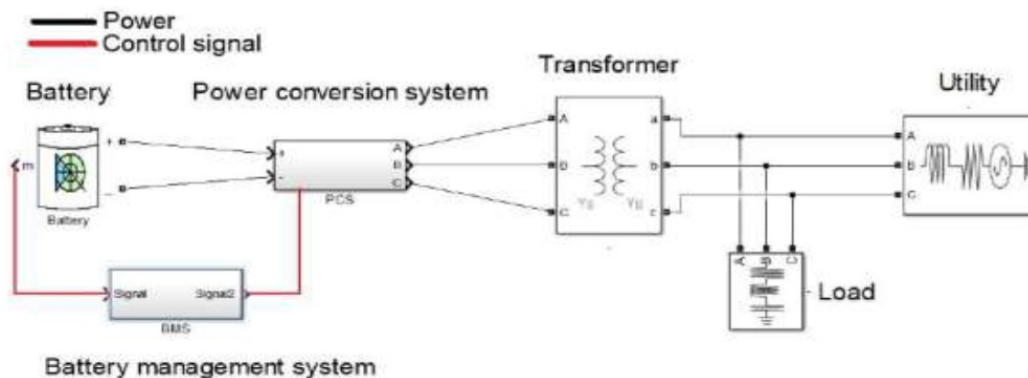 Power
Control signal
Battery
Power conversion system
Transformer
Utility
m
+
-
Battery
+
-
A
B
C
PCS
A
b
C
Yg
Yg
a
b
c
A
B
C
A
B
C
Load
Signal
Signal2
BMS
Battery management system